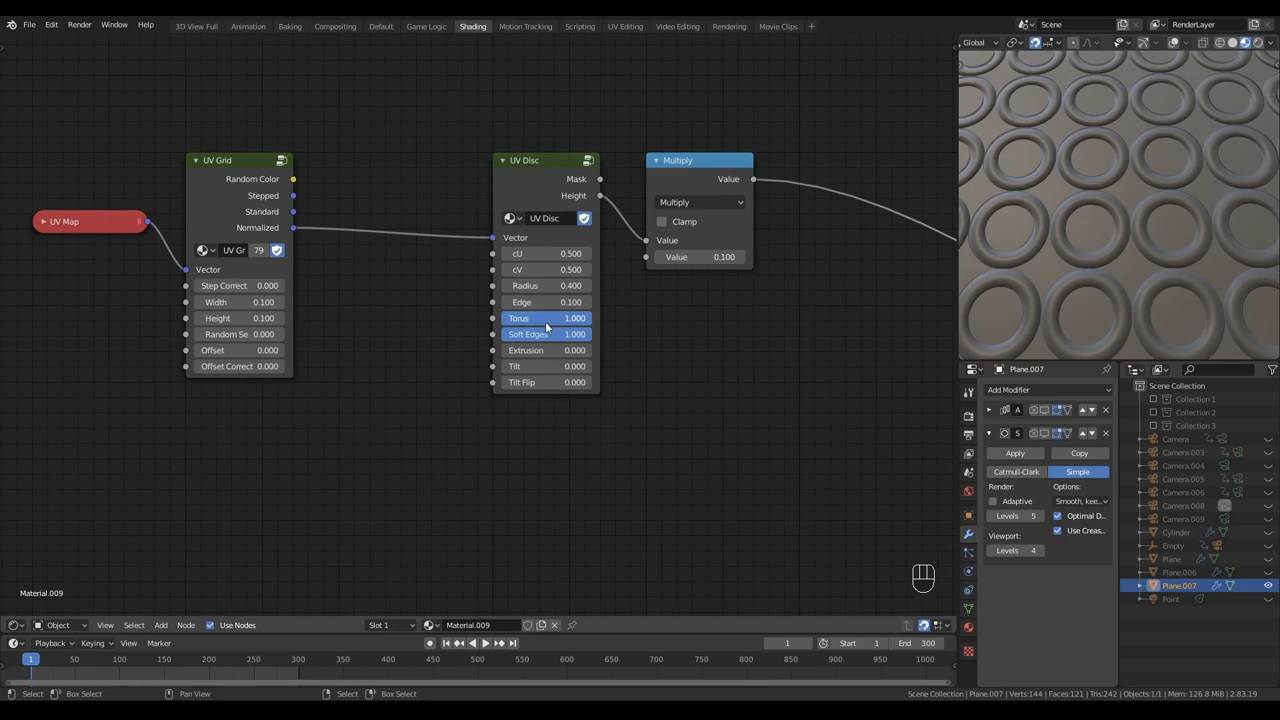 File Edit Render Window Help 3D View Full Animation Baking Compositing Default Game Logic Shading Motion Tracking Scripting UV Editing Video Editing Rendering Movie Clips + Scene RenderLayer
Global
UV Grid
Random Color
Stepped
Standard
Normalized
UV Gr 79
Vector
Step Correct 0.000
Width 0.100
Height 0.100
Random Se 0.000
Offset 0.000
Offset Correct 0.000
UV Map
UV Disc
Mask
Height
UV Disc
Vector
cU 0.500
cV 0.500
Radius 0.400
Edge 0.100
Torus 1.000
Soft Edges 1.000
Extrusion 0.000
Tilt 0.000
Tilt Flip 0.000
Multiply
Value
Multiply
Clamp
Value
Value 0.100
Plane.007
Add Modifier
A
S
Apply Copy
Catmull-Clark Simple
Render: Options:
Adaptive Smooth, kee...
Levels 5 Optimal D...
Viewport: Use Creas...
Levels 4
Scene Collection
Collection 1
Collection 2
Collection 3
Camera
Camera.003
Camera.004
Camera.005
Camera.006
Camera.008
Camera.009
Cylinder
Empty
Plane
Plane.006
Plane.007
Point
Material.009
Object View Select Add Node Use Nodes Slot 1 Material.009
Playback Keying View Marker 1 Start 1 End 300
1 50 100 150 200 250 300 350 400 450 500 550 600 650 700 750 800 850 900 950 1000
Select Box Select Pan View Select Box Select Scene Collection | Plane.007 | Verts:144 | Faces:121 | Tris:242 | Objects:1/1 | Mem: 126.8 MiB | 2.83.19